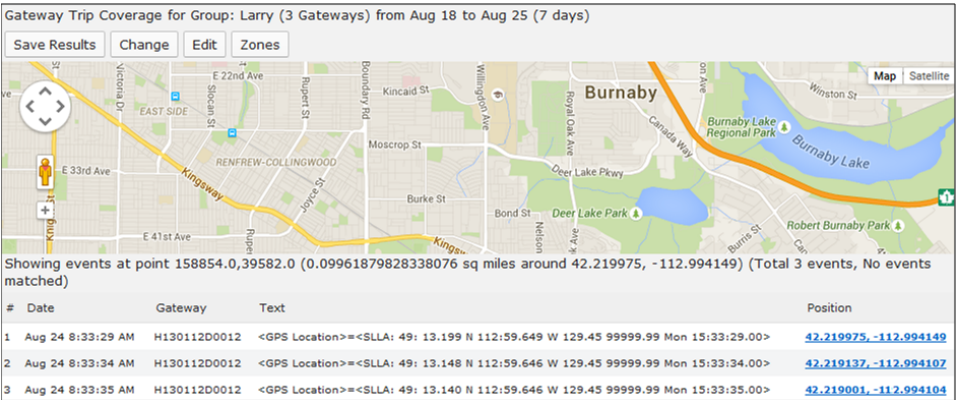 Gateway Trip Coverage for Group: Larry (3 Gateways) from Aug 18 to Aug 25 (7 days)
Save Results Change Edit Zones
Map Satellite
Victoria Dr
E 22nd Ave
Slocan St
Rupert St
Boundary Rd
Kincaid St
Willingdon Ave
Royal Oak Ave
Burnaby
on Ave
Winston St
EAST SIDE
Canada Way
Burnaby Lake
Regional Park
Burnaby Lake
Moscrop St
RENFREW-COLLINGWOOD
E 33rd Ave
Kingsway
Joyce St
Deer Lake Pkwy
Burke St
Bond St
Deer Lake Park
Robert Burnaby Park
1
E 41st Ave
Knig
Rupe
Kingsw
Nelson
k Ave
Burris St
Can
Showing events at point 158854.0,39582.0 (0.09961879828338076 sq miles around 42.219975, -112.994149) (Total 3 events, No events
matched)
# Date Gateway Text Position
1 Aug 24 8:33:29 AM H130112D0012 <GPS Location>=<SLLA: 49: 13.199 N 112:59.649 W 129.45 99999.99 Mon 15:33:29.00> 42.219975, -112.994149
2 Aug 24 8:33:34 AM H130112D0012 <GPS Location>=<SLLA: 49: 13.148 N 112:59.646 W 129.45 99999.99 Mon 15:33:34.00> 42.219137, -112.994107
3 Aug 24 8:33:35 AM H130112D0012 <GPS Location>=<SLLA: 49: 13.140 N 112:59.646 W 129.45 99999.99 Mon 15:33:35.00> 42.219001, -112.994104